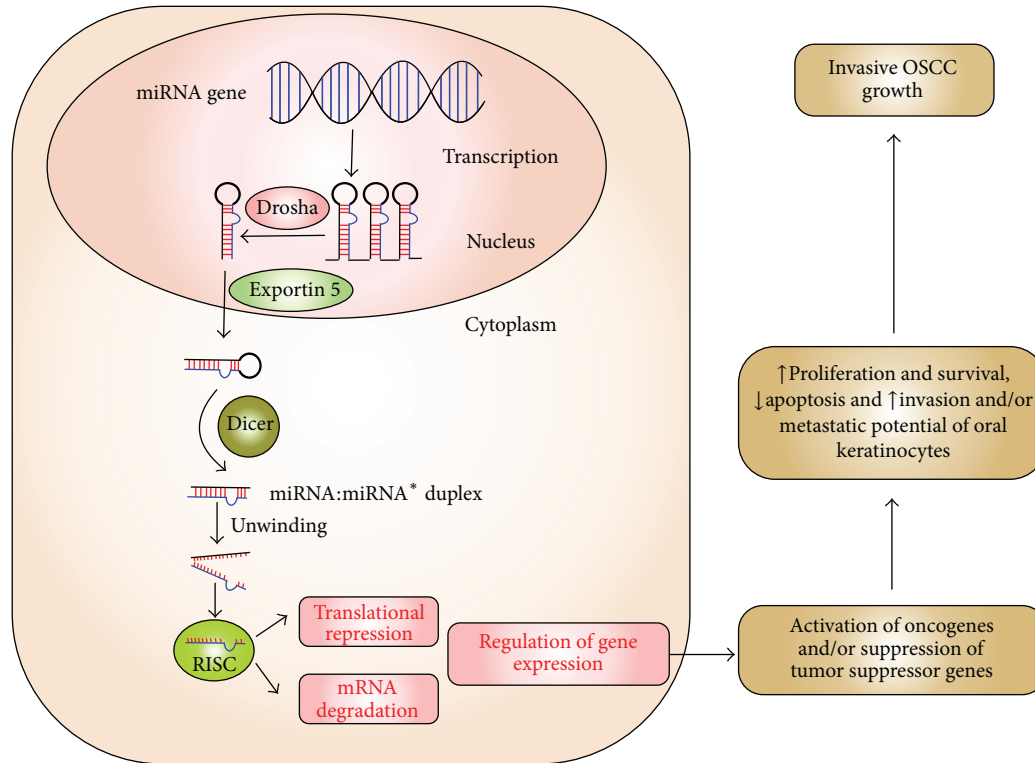 miRNA gene
Transcription
Drosha
Nucleus
Exportin 5
Cytoplasm
Dicer
miRNA:miRNA* duplex
Unwinding
RISC
Translational
repression
mRNA
degradation
Regulation of gene
expression
Activation of oncogenes
and/or suppression of
tumor suppressor genes
↑Proliferation and survival,
↓apoptosis and ↑invasion and/or
metastatic potential of oral
keratinocytes
Invasive OSCC
growth